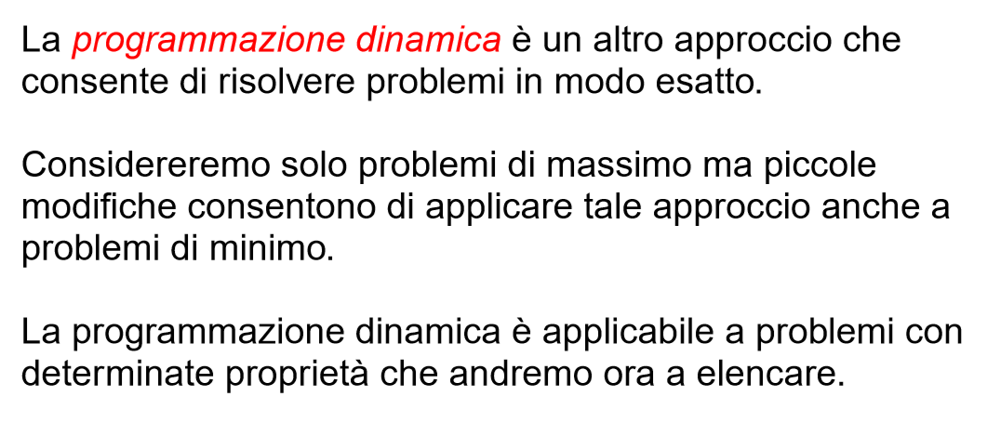 La programmazione dinamica è un altro approccio che
consente di risolvere problemi in modo esatto.
Considereremo solo problemi di massimo ma piccole
modifiche consentono di applicare tale approccio anche a
problemi di minimo.
La programmazione dinamica è applicabile a problemi con
determinate proprietà che andremo ora a elencare.